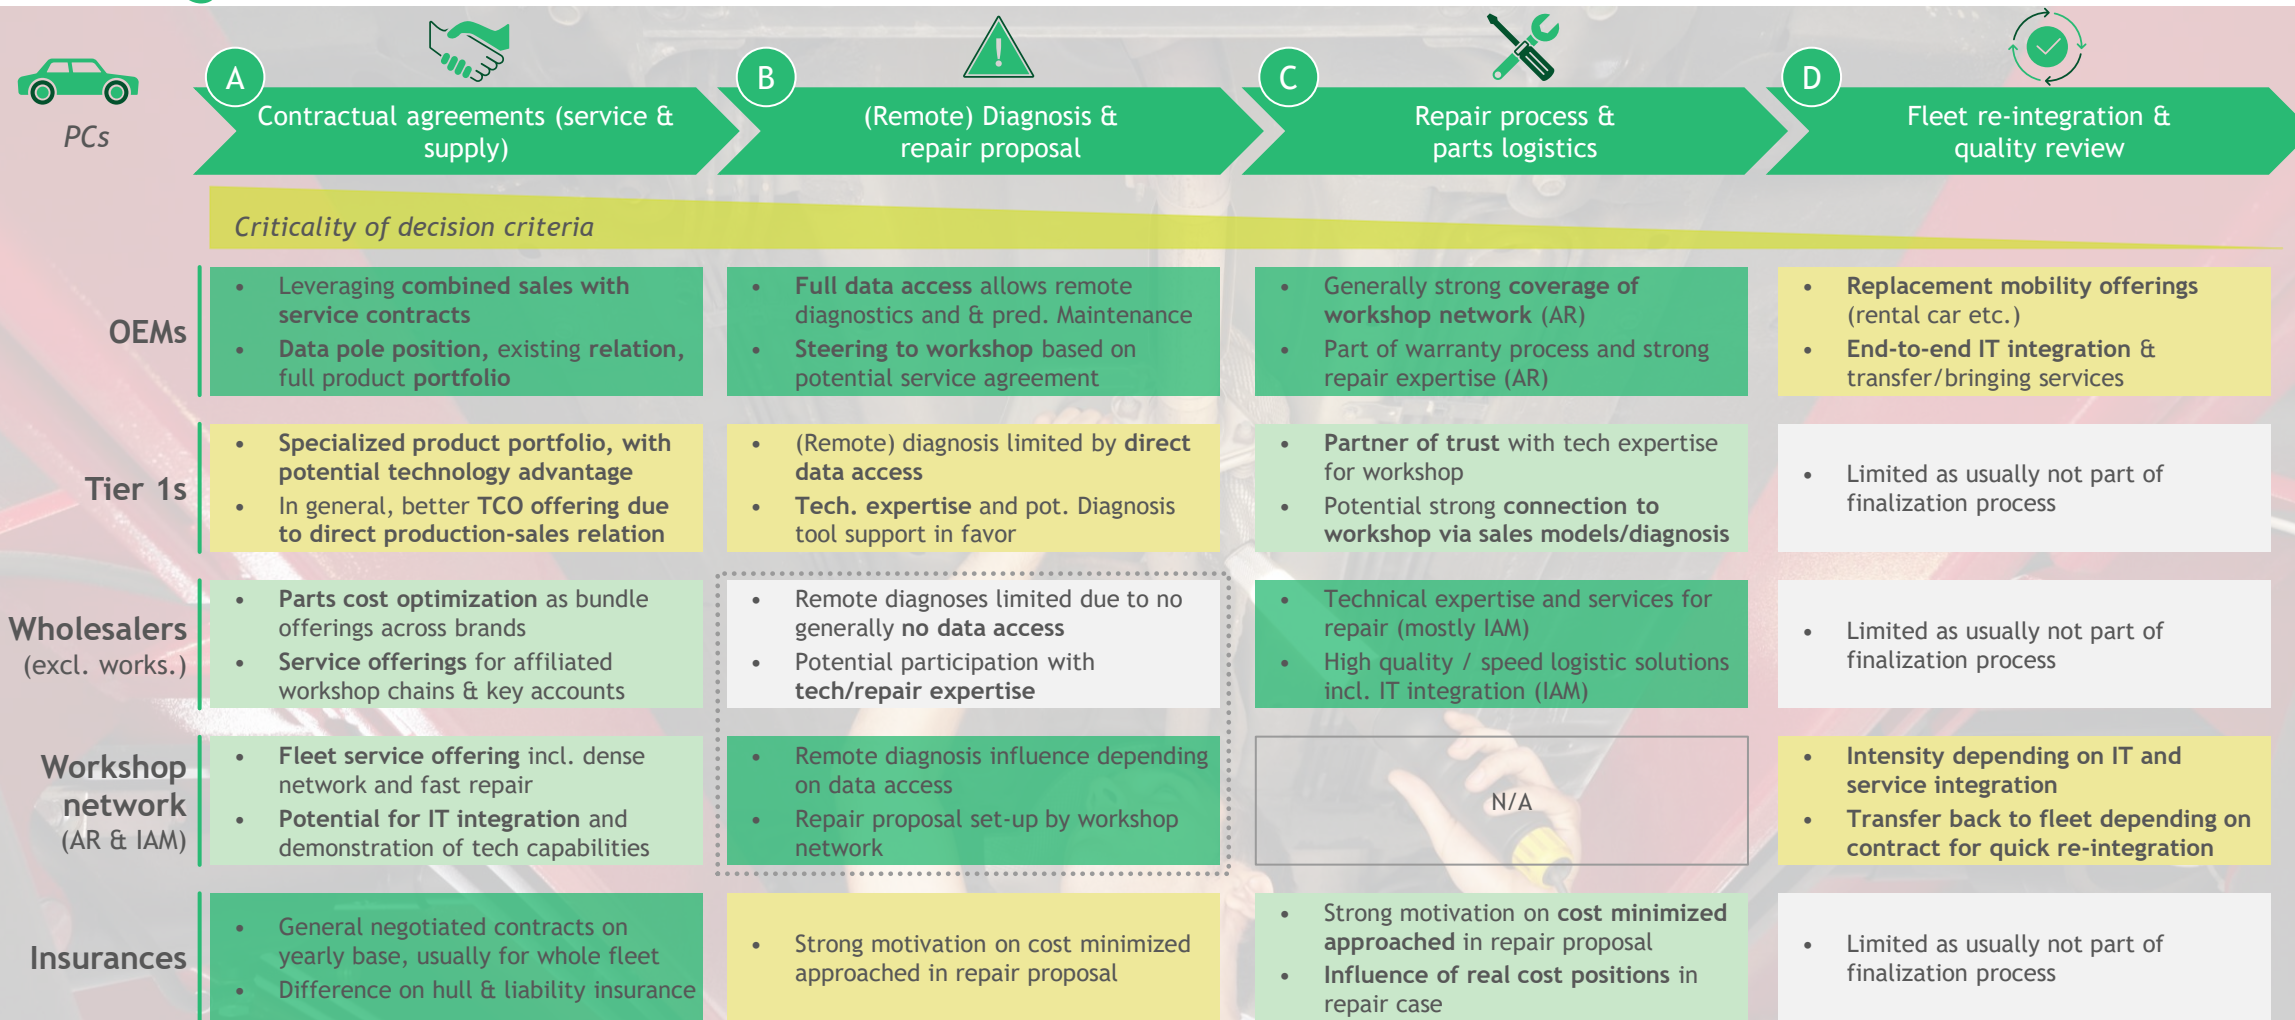 PCs
A
Contractual agreements (service &
supply)
B
(Remote) Diagnosis &
repair proposal
C
Repair process &
parts logistics
D
Fleet re-integration &
quality review
Criticality of decision criteria
OEMs
• Leveraging combined sales with
service contracts
• Data pole position, existing relation,
full product portfolio
• Full data access allows remote
diagnostics and & pred. Maintenance
• Steering to workshop based on
potential service agreement
• Generally strong coverage of
workshop network (AR)
• Part of warranty process and strong
repair expertise (AR)
• Replacement mobility offerings
(rental car etc.)
• End-to-end IT integration &
transfer/bringing services
Tier 1s
• Specialized product portfolio, with
potential technology advantage
• In general, better TCO offering due
to direct production-sales relation
• (Remote) diagnosis limited by direct
data access
• Tech. expertise and pot. Diagnosis
tool support in favor
• Partner of trust with tech expertise
for workshop
• Potential strong connection to
workshop via sales models/diagnosis
• Limited as usually not part of
finalization process
Wholesalers
(excl. works.)
• Parts cost optimization as bundle
offerings across brands
• Service offerings for affiliated
workshop chains & key accounts
• Remote diagnoses limited due to no
generally no data access
• Potential participation with
tech/repair expertise
• Technical expertise and services for
repair (mostly IAM)
• High quality / speed logistic solutions
incl. IT integration (IAM)
• Limited as usually not part of
finalization process
Workshop
network
(AR & IAM)
• Fleet service offering incl. dense
network and fast repair
• Potential for IT integration and
demonstration of tech capabilities
• Remote diagnosis influence depending
on data access
• Repair proposal set-up by workshop
network
N/A
• Intensity depending on IT and
service integration
• Transfer back to fleet depending on
contract for quick re-integration
Insurances
• General negotiated contracts on
yearly base, usually for whole fleet
• Difference on hull & liability insurance
• Strong motivation on cost minimized
approached in repair proposal
• Strong motivation on cost minimized
approached in repair proposal
• Influence of real cost positions in
repair case
• Limited as usually not part of
finalization process